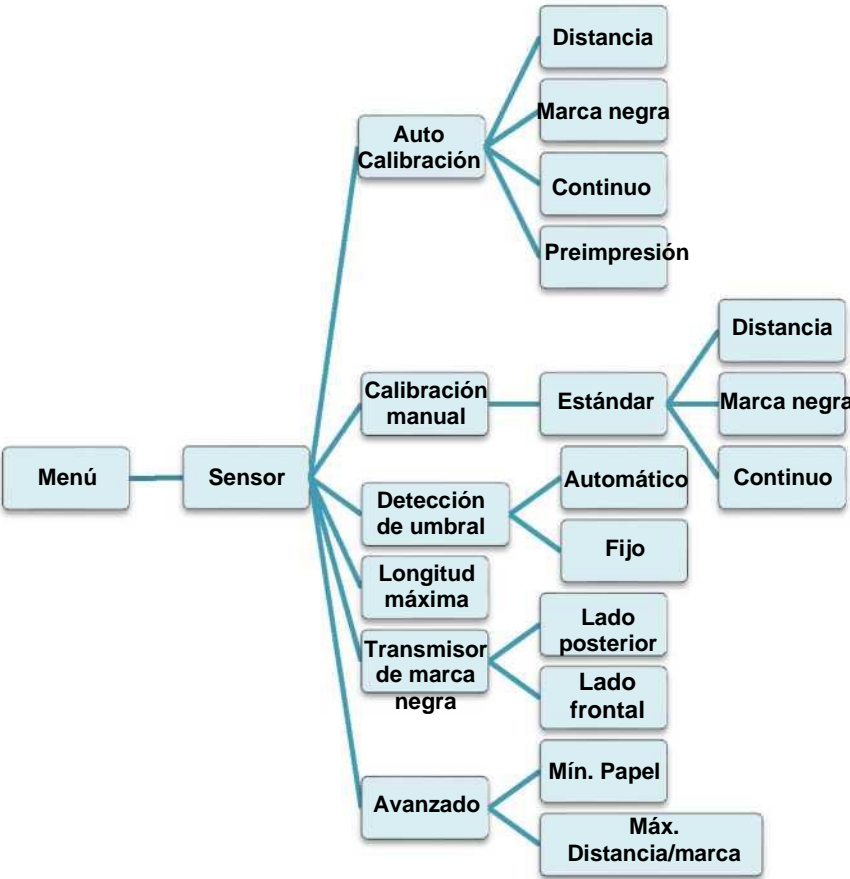 Menú
Sensor
Auto
Calibración
Distancia
Marca negra
Continuo
Preimpresión
Calibración
manual
Estándar
Distancia
Marca negra
Continuo
Detección
de umbral
Automático
Fijo
Longitud
máxima
Transmisor
de marca
negra
Lado
posterior
Lado
frontal
Avanzado
Mín. Papel
Máx.
Distancia/marca